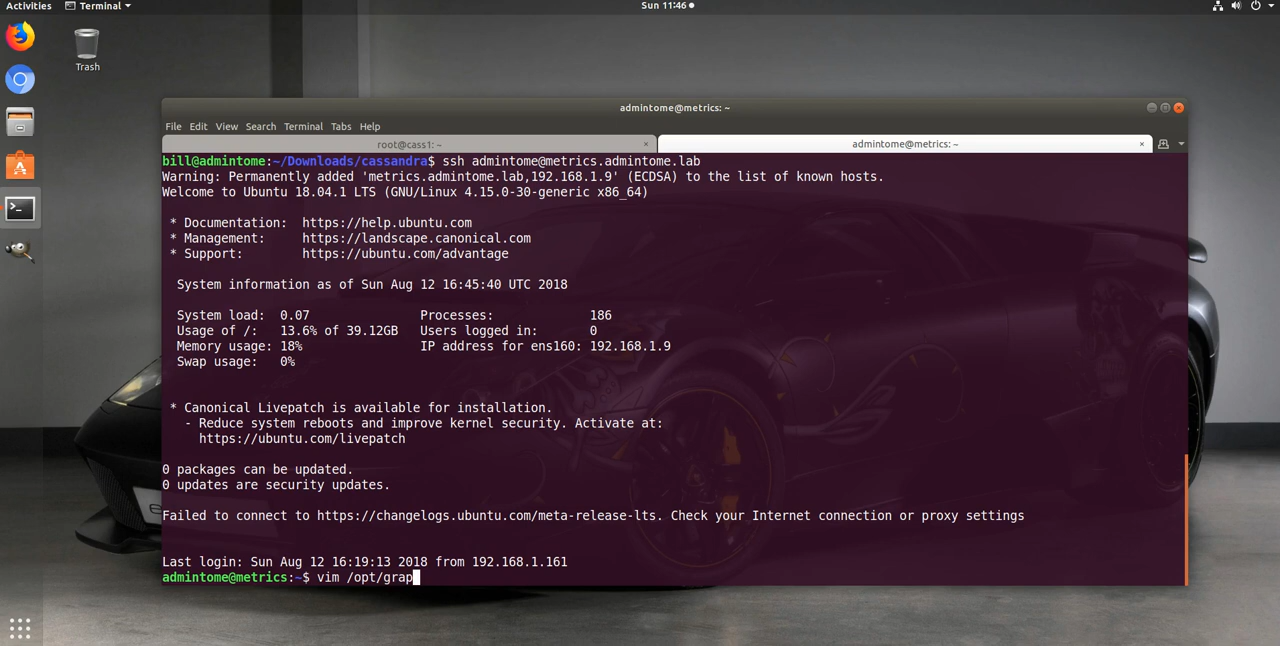 Activities Terminal Sun 11:46
Trash
admintome@metrics: ~
File Edit View Search Terminal Tabs Help
root@cass1: ~ admintome@metrics: ~
bill@admintome:~/Downloads/cassandra$ ssh admintome@metrics.admintome.lab
Warning: Permanently added 'metrics.admintome.lab,192.168.1.9' (ECDSA) to the list of known hosts.
Welcome to Ubuntu 18.04.1 LTS (GNU/Linux 4.15.0-30-generic x86_64)
* Documentation: https://help.ubuntu.com
* Management: https://landscape.canonical.com
* Support: https://ubuntu.com/advantage
System information as of Sun Aug 12 16:45:40 UTC 2018
System load: 0.07 Processes: 186
Usage of /: 13.6% of 39.12GB Users logged in: 0
Memory usage: 18% IP address for ens160: 192.168.1.9
Swap usage: 0%
* Canonical Livepatch is available for installation.
- Reduce system reboots and improve kernel security. Activate at:
https://ubuntu.com/livepatch
0 packages can be updated.
0 updates are security updates.
Failed to connect to https://changelogs.ubuntu.com/meta-release-lts. Check your Internet connection or proxy settings
Last login: Sun Aug 12 16:19:13 2018 from 192.168.1.161
admintome@metrics:~$ vim /opt/grap